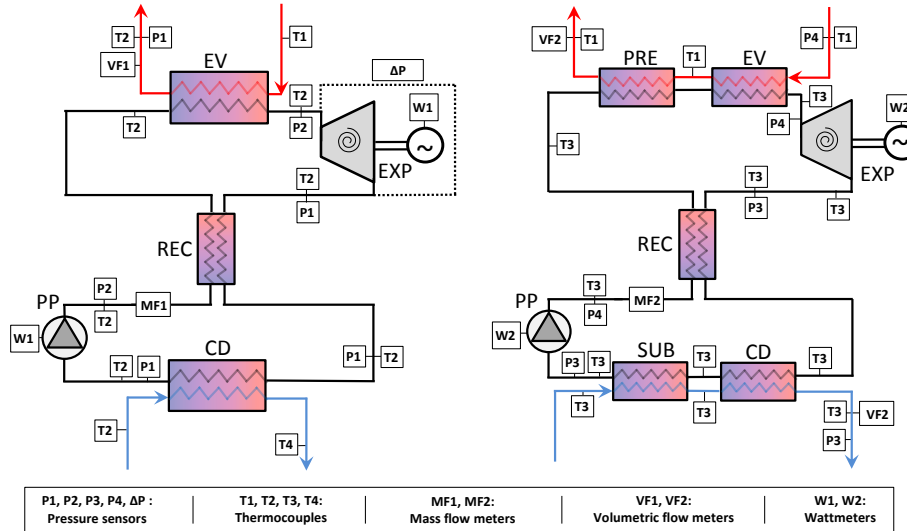 T2
P1
VF1
T1
EV
ΔP
T2
P2
T2
W1
~
EXP
T2
P1
REC
PP
P2
T2
MF1
W1
T2
P1
CD
P1
T2
T2
T4
VF2
T1
PRE
T1
EV
P4
T1
T3
P4
W2
~
EXP
T3
T3
P3
T3
REC
PP
T3
P4
MF2
W2
P3
T3
SUB
T3
CD
T3
T3
T3
T3
VF2
P3
P1, P2, P3, P4, ΔP :
Pressure sensors
T1, T2, T3, T4:
Thermocouples
MF1, MF2:
Mass flow meters
VF1, VF2:
Volumetric flow meters
W1, W2:
Wattmeters